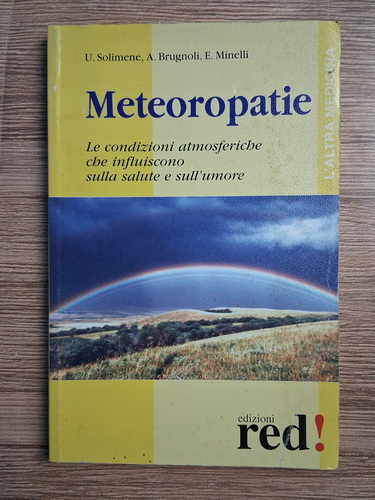 U. Solimene, A. Brugnoli, E. Minelli
Meteoropatie
Le condizioni atmosferiche
che influiscono
sulla salute e sull'umore
L'ALTRA MEDICINA
edizioni
red!